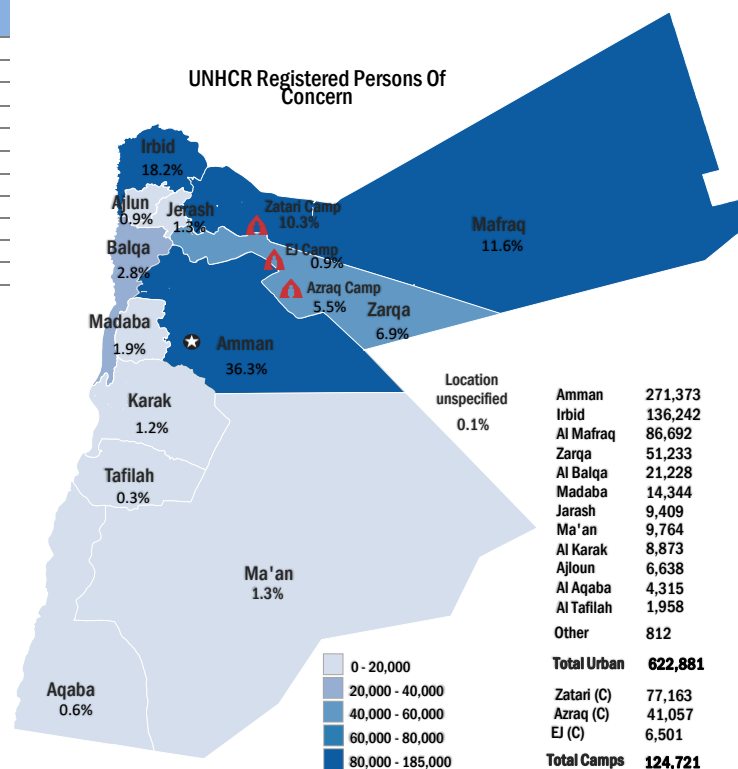 UNHCR Registered Persons Of
Concern
Irbid
18.2%
Ajlun
0.9%
Jerash
1.3%
Zatari Camp
10.3%
Mafraq
11.6%
Balqa
2.8%
EJ Camp
0.9%
Azraq Camp
5.5%
Zarqa
6.9%
Madaba
1.9%
Amman
36.3%
Location
unspecified
0.1%
Karak
1.2%
Tafilah
0.3%
Ma'an
1.3%
Aqaba
0.6%
0 - 20,000
20,000 - 40,000
40,000 - 60,000
60,000 - 80,000
80,000 - 185,000
Amman 271,373
Irbid 136,242
Al Mafraq 86,692
Zarqa 51,233
Al Balqa 21,228
Madaba 14,344
Jarash 9,409
Ma'an 9,764
Al Karak 8,873
Ajloun 6,638
Al Aqaba 4,315
Al Tafilah 1,958
Other 812
Total Urban 622,881
Zatari (C) 77,163
Azraq (C) 41,057
EJ (C) 6,501
Total Camps 124,721